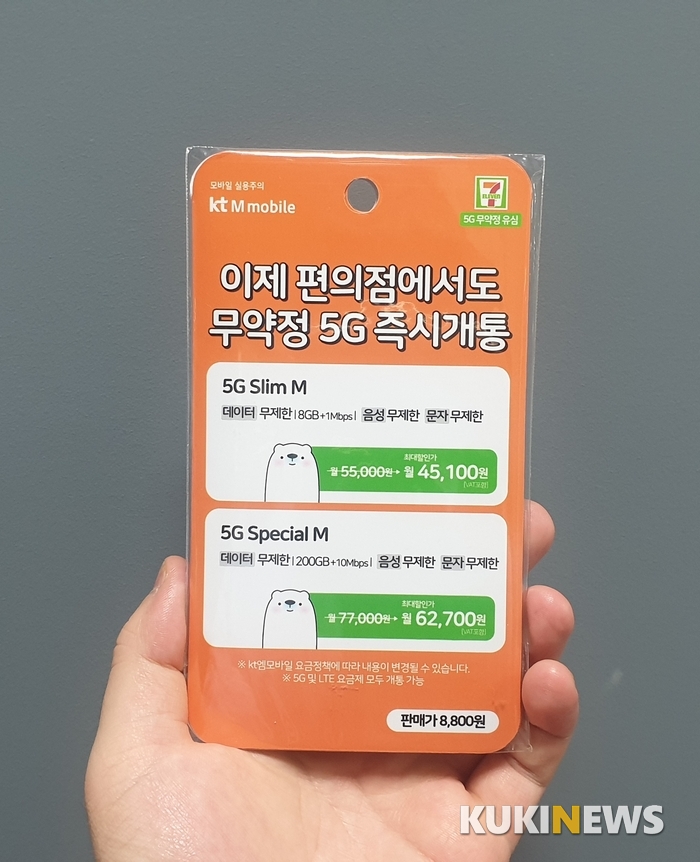 모바일 실용주의
kt M mobile
7 ELEVEN
5G 무약정 유심
이제 편의점에서도
무약정 5G 즉시개통
5G Slim M
데이터 무제한 | 8GB+1Mbps | 음성 무제한 문자 무제한
최대할인가
월 55,000원 → 월 45,100원
(VAT포함)
5G Special M
데이터 무제한 | 200GB+10Mbps | 음성 무제한 문자 무제한
최대할인가
월 77,000원 → 월 62,700원
(VAT포함)
※ kt엠모바일 요금정책에 따라 내용이 변경될 수 있습니다.
※ 5G 및 LTE 요금제 모두 개통 가능
판매가 8,800원
KUKINEWS